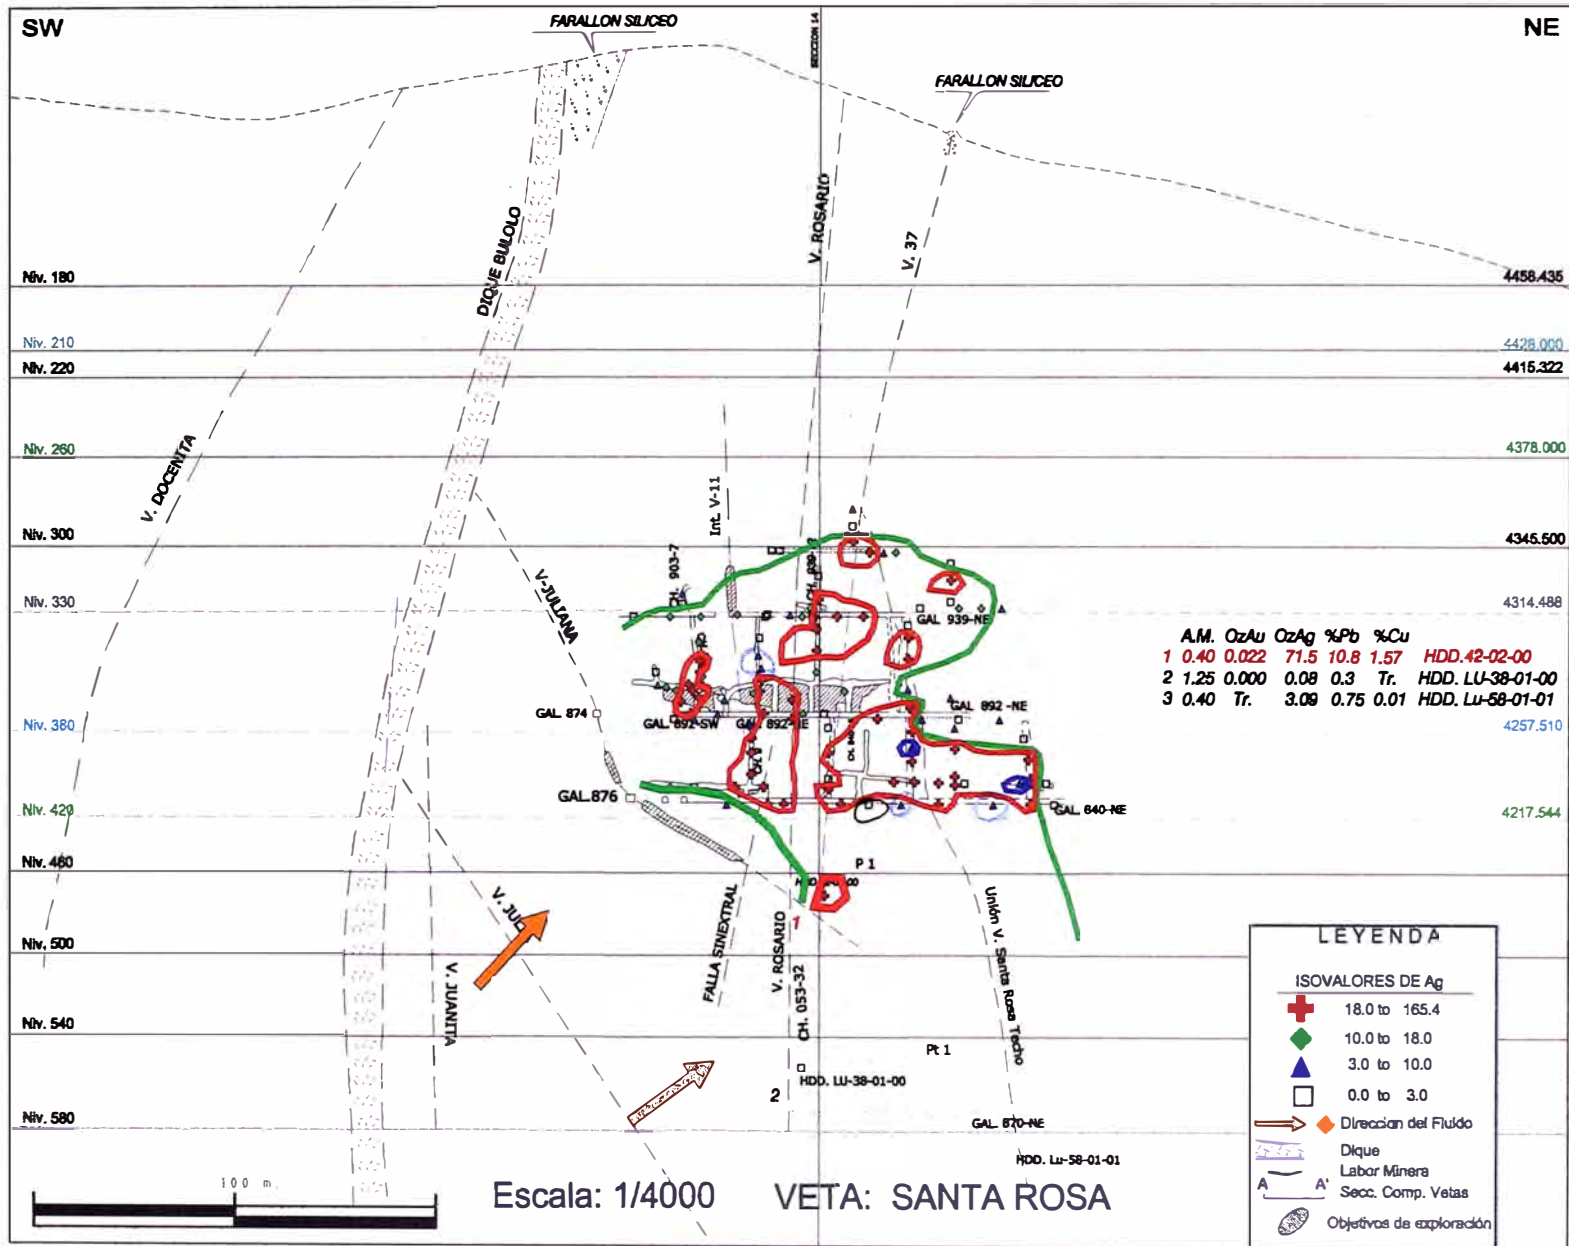 SW
FARALLON SILICEO
SECCION 14
NE
FARALLON SILICEO
V. ROSARIO
V. 37
DIQUE BULOLO
V. DOCENITA
Niv. 180
4458.435
Niv. 210
4428.000
Niv. 220
4415.322
Niv. 260
4378.000
Int. V-11
Niv. 300
4345.500
CH. 903-7
V-JULIANA
Niv. 330
4314.488
GAL 939-NE
A.M. OzAu OzAg %Pb %Cu
1 0.40 0.022 71.5 10.8 1.57 HDD.42-02-00
2 1.25 0.000 0.08 0.3 Tr. HDD. LU-38-01-00
3 0.40 Tr. 3.09 0.75 0.01 HDD. Lu-58-01-01
GAL 874
GAL 892-SW
GAL 892-NE
GAL 892 -NE
Niv. 380
4257.510
GAL.876
GAL. 640-NE
Niv. 420
4217.544
Niv. 460
P 1
1
V. JUL
FALLA SINEXTRAL
V. ROSARIO
Unión V. Santa Rosa Techo
Niv. 500
V. JUANITA
CH. 053-32
Niv. 540
Pt 1
HDD. LU-38-01-00
2
Niv. 580
GAL. 870-NE
HDD. Lu-58-01-01
100 m.
Escala: 1/4000
VETA: SANTA ROSA
LEYENDA
ISOVALORES DE Ag
18.0 to 165.4
10.0 to 18.0
3.0 to 10.0
0.0 to 3.0
Direccion del Fluido
Dique
Labor Minera
A A' Secc. Comp. Vetas
Objetivos de exploración